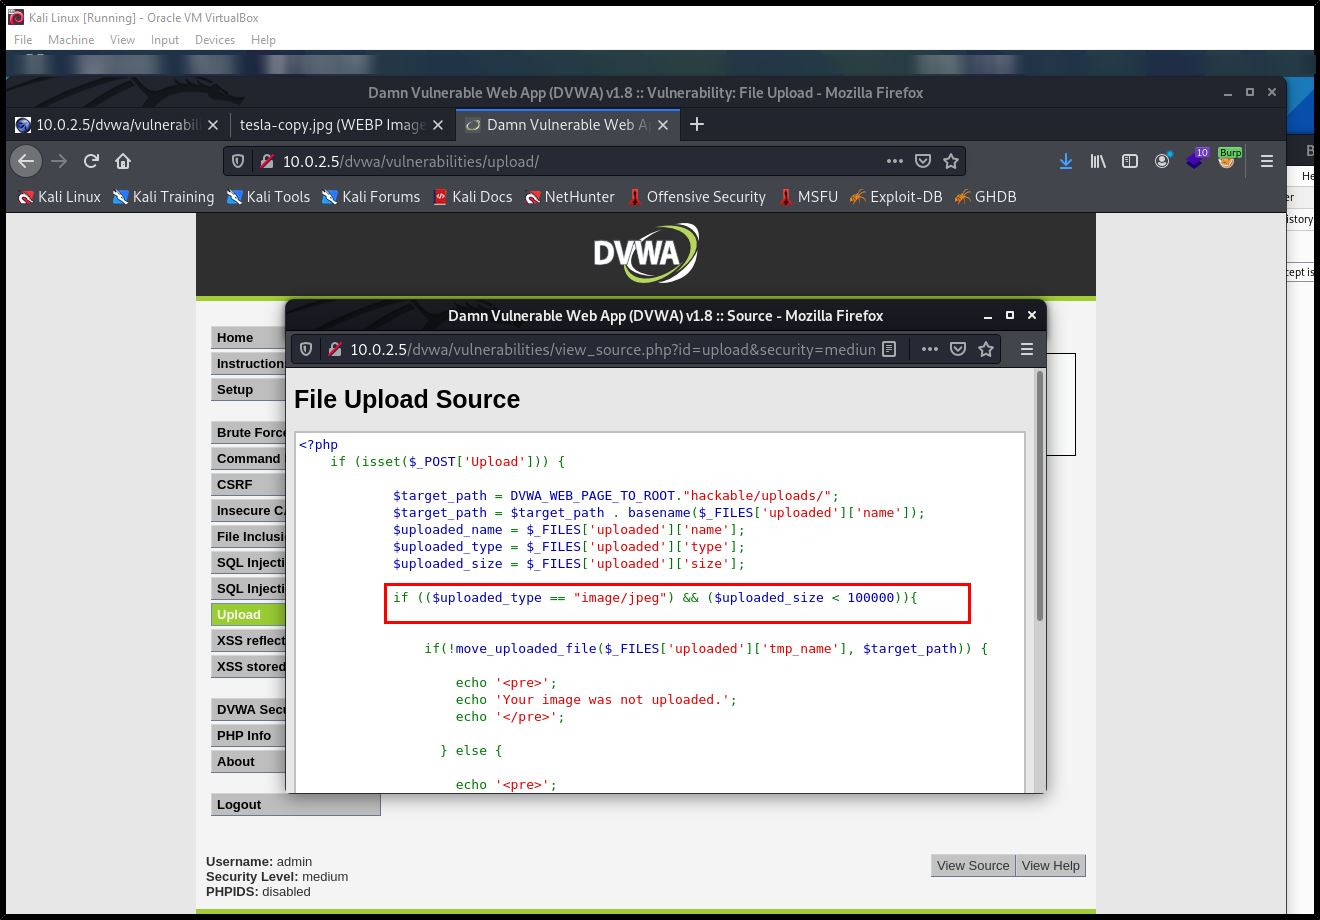 Kali Linux [Running] - Oracle VM VirtualBox
File Machine View Input Devices Help
Damn Vulnerable Web App (DVWA) v1.8 :: Vulnerability: File Upload - Mozilla Firefox
10.0.2.5/dvwa/vulnerabili
tesla-copy.jpg (WEBP Image
Damn Vulnerable Web A
10.0.2.5/dvwa/vulnerabilities/upload/
10
Burp
Kali Linux Kali Training Kali Tools Kali Forums Kali Docs NetHunter Offensive Security MSFU Exploit-DB GHDB
B
He
er
istory
cept is
DVWA
Damn Vulnerable Web App (DVWA) v1.8 :: Source - Mozilla Firefox
10.0.2.5/dvwa/vulnerabilities/view_source.php?id=upload&security=medium
Home
Instruction
Setup
Brute Force
Command
CSRF
Insecure C
File Inclusi
SQL Injecti
SQL Injecti
Upload
XSS reflect
XSS stored
DVWA Secu
PHP Info
About
Logout
File Upload Source
<?php
if (isset($_POST['Upload'])) {
$target_path = DVWA_WEB_PAGE_TO_ROOT."hackable/uploads/";
$target_path = $target_path . basename($_FILES['uploaded']['name']);
$uploaded_name = $_FILES['uploaded']['name'];
$uploaded_type = $_FILES['uploaded']['type'];
$uploaded_size = $_FILES['uploaded']['size'];
if (($uploaded_type == "image/jpeg") && ($uploaded_size < 100000)){
if(!move_uploaded_file($_FILES['uploaded']['tmp_name'], $target_path)) {
echo '<pre>';
echo 'Your image was not uploaded.';
echo '</pre>';
} else {
echo '<pre>';
Username: admin
Security Level: medium
PHPIDS: disabled
View Source View Help